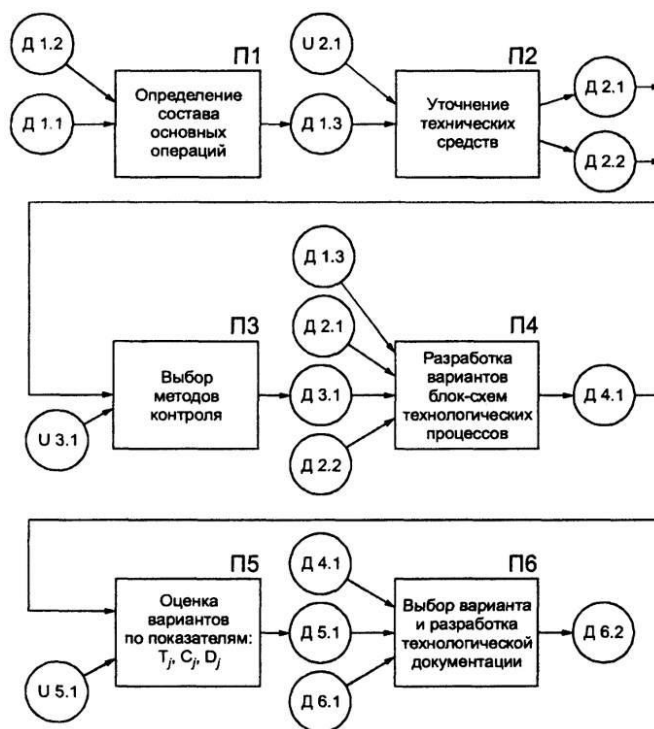 Д 1.2
П1
U 2.1
П2
Д 2.1
Д 1.1
Определение
состава
основных
операций
Д 1.3
Уточнение
технических
средств
Д 2.2
Д 1.3
П3
Д 2.1
П4
Выбор
методов
контроля
Д 3.1
Разработка
вариантов
блок-схем
технологических
процессов
Д 4.1
U 3.1
Д 2.2
П5
Д 4.1
П6
Оценка
вариантов
по показателям:
Tj, Cj, Dj
Д 5.1
Выбор варианта
и разработка
технологической
документации
Д 6.2
U 5.1
Д 6.1